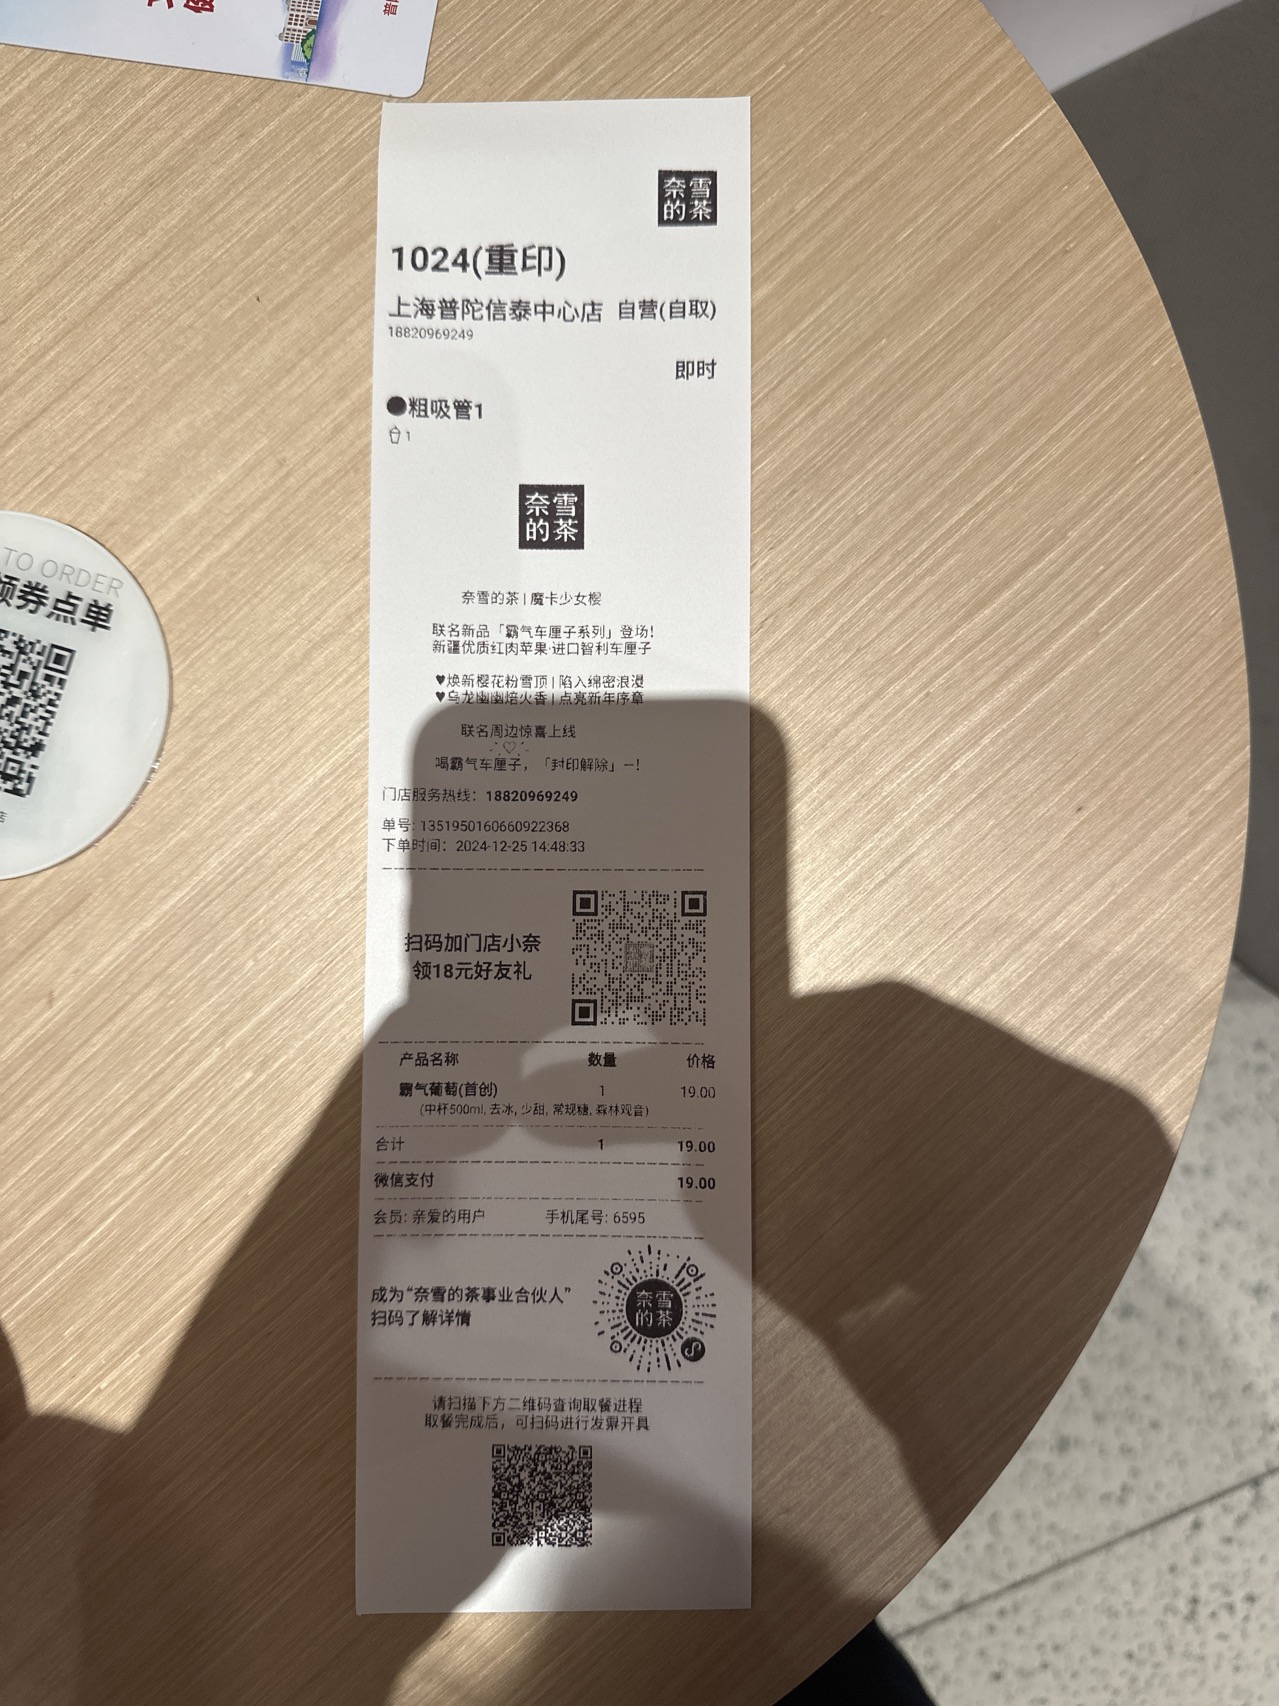 奈雪
的茶
1024(重印)
上海普陀信泰中心店 自营(自取)
18820969249
即时
●粗吸管1
1
奈雪
的茶
奈雪的茶 | 魔卡少女樱
联名新品「霸气车厘子系列」登场!
新疆优质红肉苹果·进口智利车厘子
♥焕新樱花粉雪顶 | 陷入绵密浪漫
♥乌龙幽幽焙火香 | 点亮新年序章
联名周边惊喜上线
喝霸气车厘子，「封印解除」—!
门店服务热线：18820969249
单号: 1351950160660922368
下单时间：2024-12-25 14:48:33
扫码加门店小奈
领18元好友礼
产品名称 数量 价格
霸气葡萄(首创) 1 19.00
(中杯500ml, 去冰, 少甜, 常规糖, 森林观音)
合计 1 19.00
微信支付 19.00
会员: 亲爱的用户 手机尾号: 6595
成为“奈雪的茶事业合伙人”
扫码了解详情
奈雪
的茶
请扫描下方二维码查询取餐进程
取餐完成后，可扫码进行发票开具
TO ORDER
领券点单
店